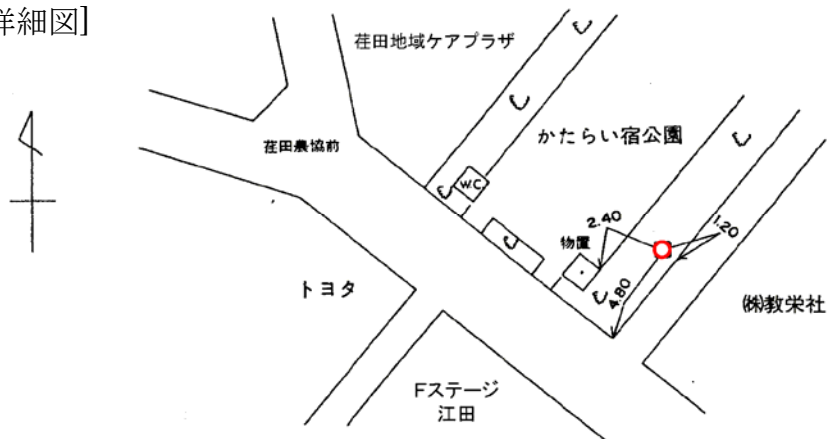 詳細図]
荏田地域ケアプラザ
荏田農協前
かたらい宿公園
W.C.
2.40
物置
1.20
4.80
トヨタ
㈱教栄社
Fステージ
江田